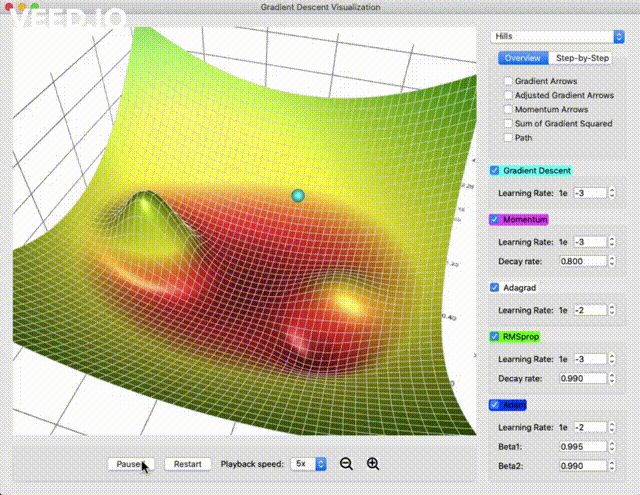 Gradient Descent Visualization
VEED.IO
Hills
Overview
Step-by-Step
Gradient Arrows
Adjusted Gradient Arrows
Momentum Arrows
Sum of Gradient Squared
Path
Gradient Descent
Learning Rate: 1e -3
Momentum
Learning Rate: 1e -3
Decay rate: 0.800
Adagrad
Learning Rate: 1e -2
RMSprop
Learning Rate: 1e -3
Decay rate: 0.990
Adam
Learning Rate: 1e -2
Beta1: 0.995
Beta2: 0.990
Pause
Restart
Playback speed: 5x